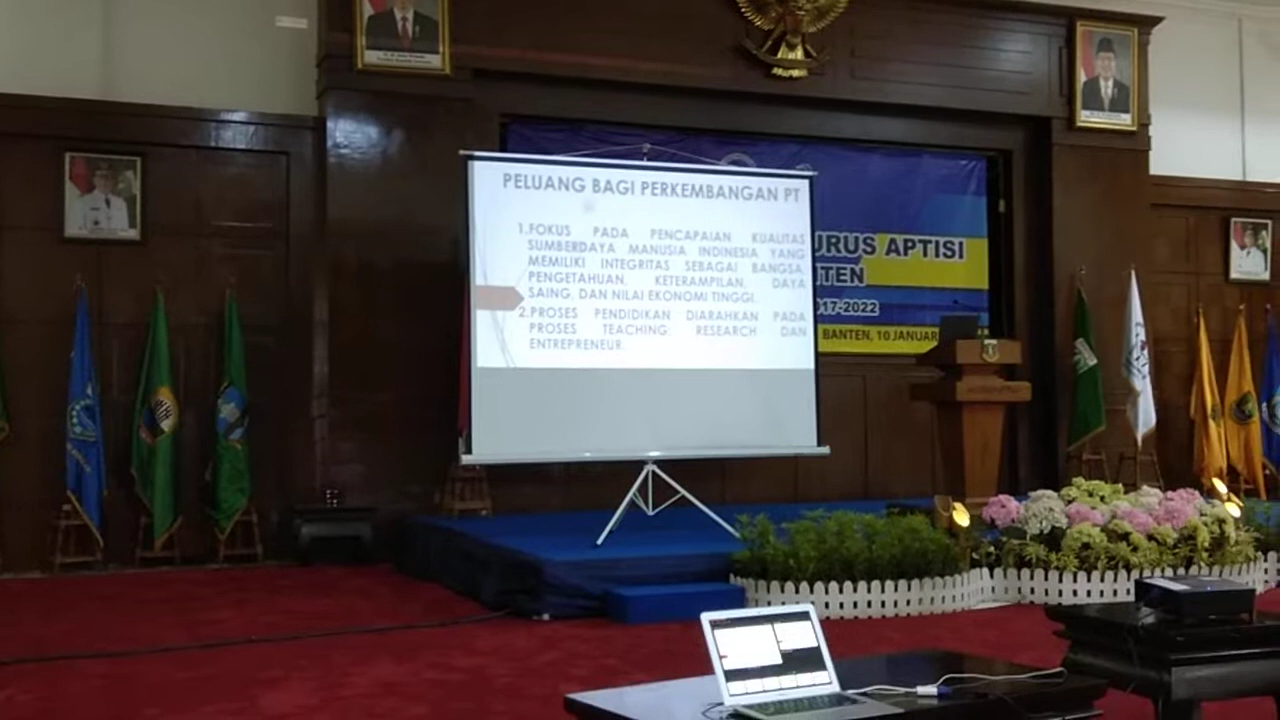 PELUANG BAGI PERKEMBANGAN PT
1.FOKUS PADA PENCAPAIAN KUALITAS
SUMBERDAYA MANUSIA INDINESIA YANG
MEMILIKI INTEGRITAS SEBAGAI BANGSA,
PENGETAHUAN, KETERAMPILAN, DAYA
SAING, DAN NILAI EKONOMI TINGGI.
2.PROSES PENDIDIKAN DIARAHKAN PADA
PROSES TEACHING, RESEARCH DAN
ENTREPRENEUR.
URUS APTISI
NTEN
017-2022
BANTEN, 10 JANUAR